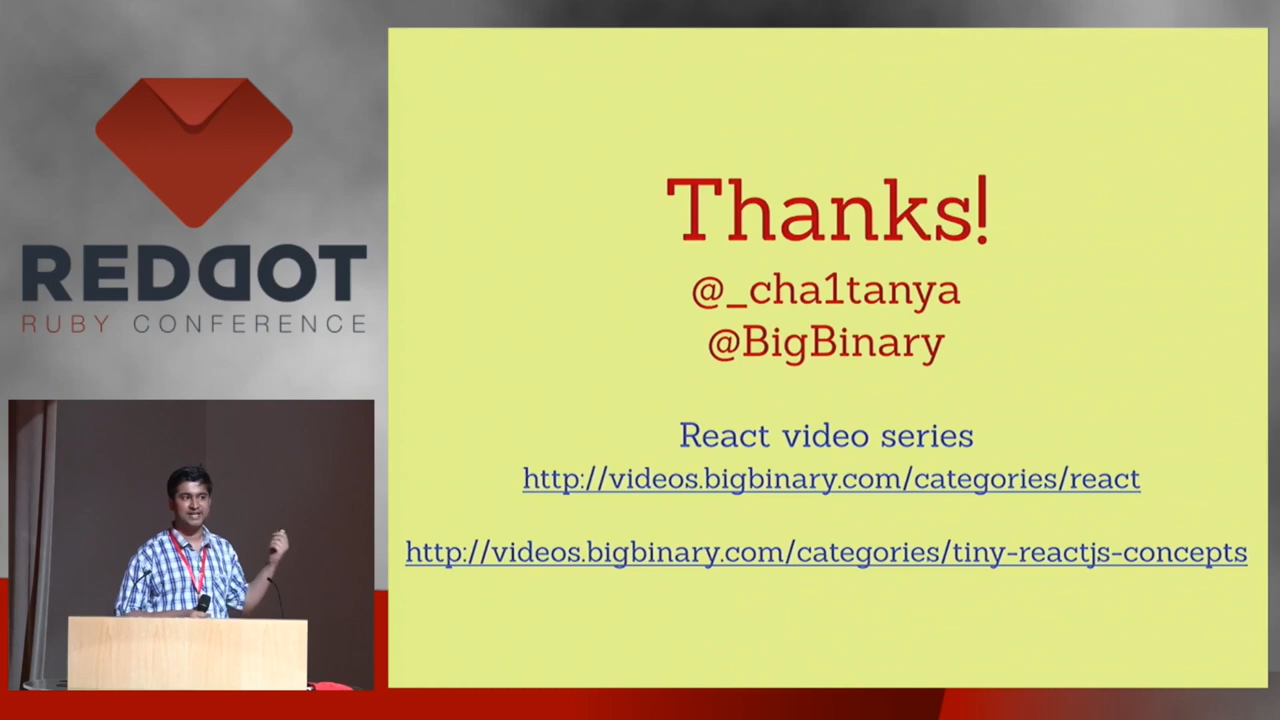 REDDOT
RUBY CONFERENCE
Thanks!
@_cha1tanya
@BigBinary
React video series
http://videos.bigbinary.com/categories/react
http://videos.bigbinary.com/categories/tiny-reactjs-concepts